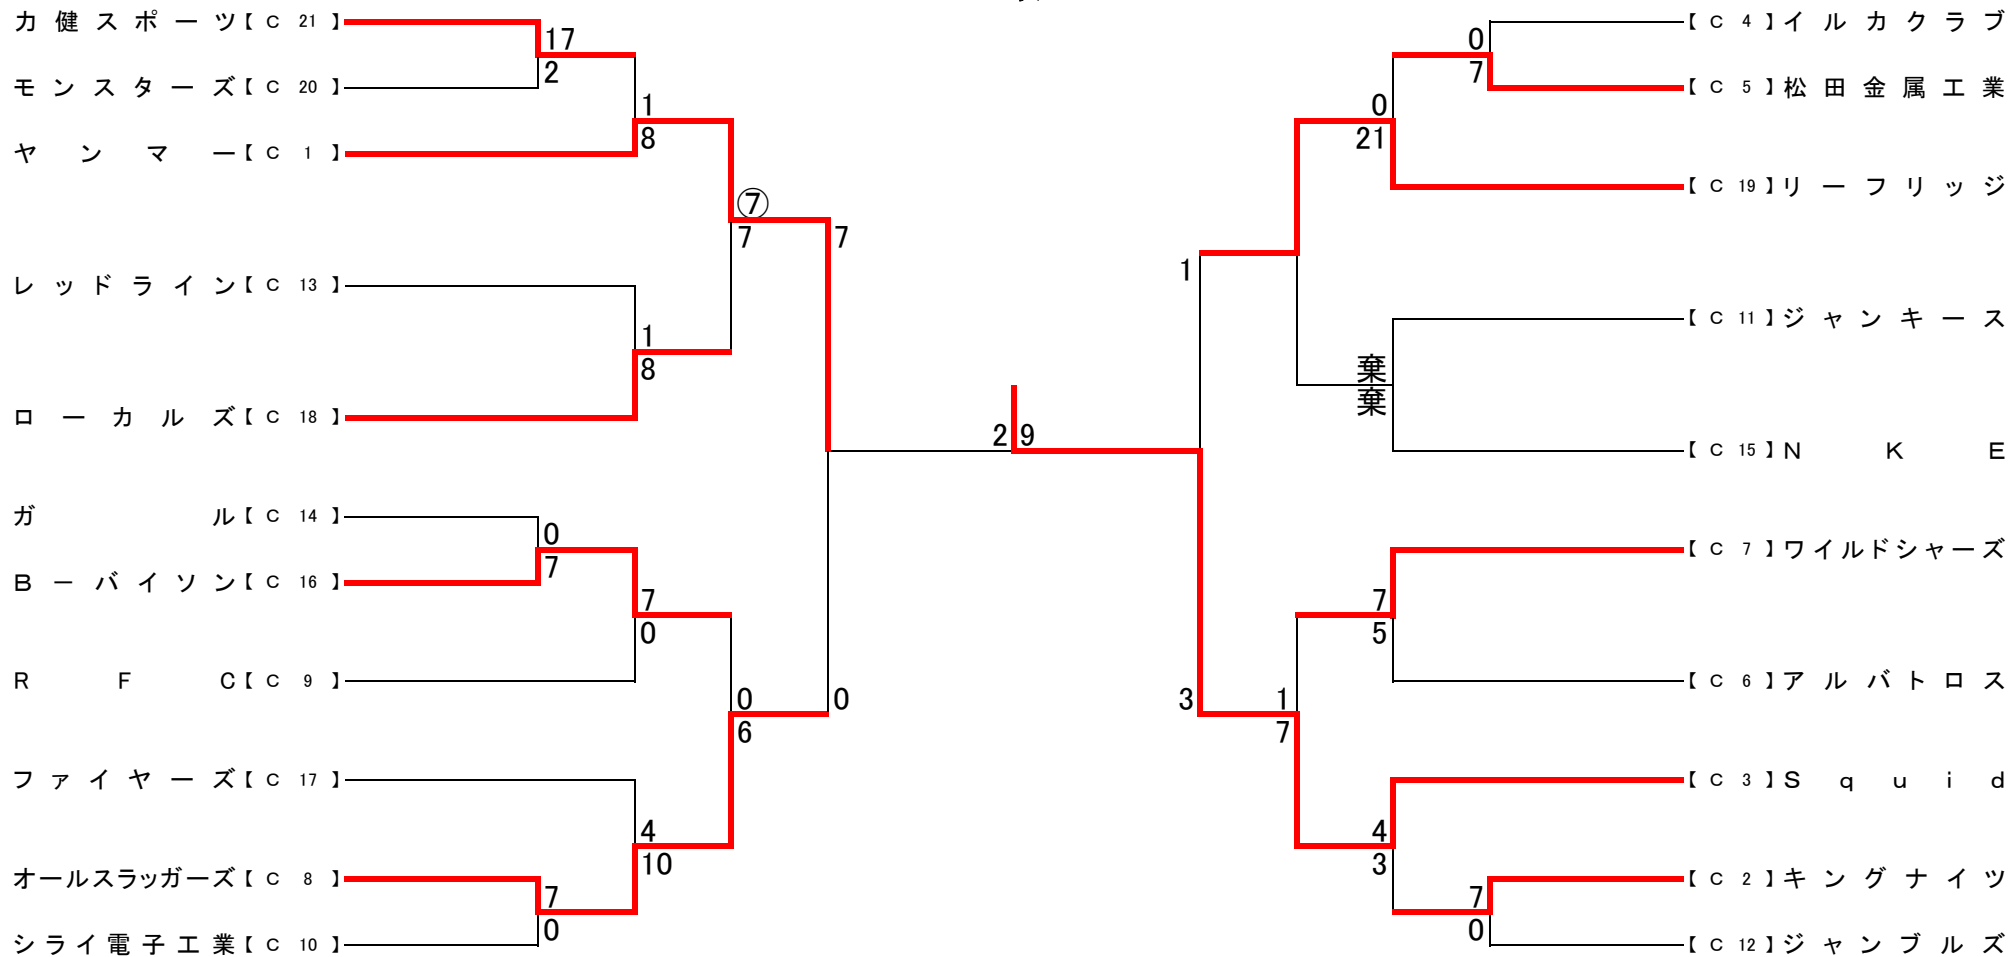 力健スポーツ【 C 21 】
モンスターズ【 C 20 】
ヤンマー【 C 1 】
レッドライン【 C 13 】
ローカルズ【 C 18 】
ガル【 C 14 】
B－バイソン【 C 16 】
RFC【 C 9 】
ファイヤーズ【 C 17 】
オールスラッガーズ【 C 8 】
シライ電子工業【 C 10 】
17
2
1
8
⑦
7
7
1
8
0
7
7
0
0
6
0
4
10
7
0
2 9
0
7
0
21
1
棄
棄
7
5
3
1
7
4
3
7
0
【 C 4 】イルカクラブ
【 C 5 】松田金属工業
【 C 19 】リーフリッジ
【 C 11 】ジャンキース
【 C 15 】NKE
【 C 7 】ワイルドシャーズ
【 C 6 】アルバトロス
【 C 3 】Squid
【 C 2 】キングナイツ
【 C 12 】ジャンブルズ